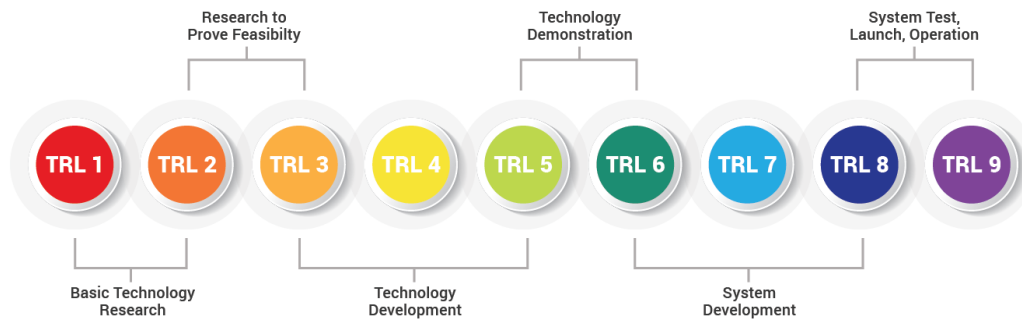 Research to
Prove Feasibilty
Technology
Demonstration
System Test,
Launch, Operation
TRL 1
TRL 2
TRL 3
TRL 4
TRL 5
TRL 6
TRL 7
TRL 8
TRL 9
Basic Technology
Research
Technology
Development
System
Development